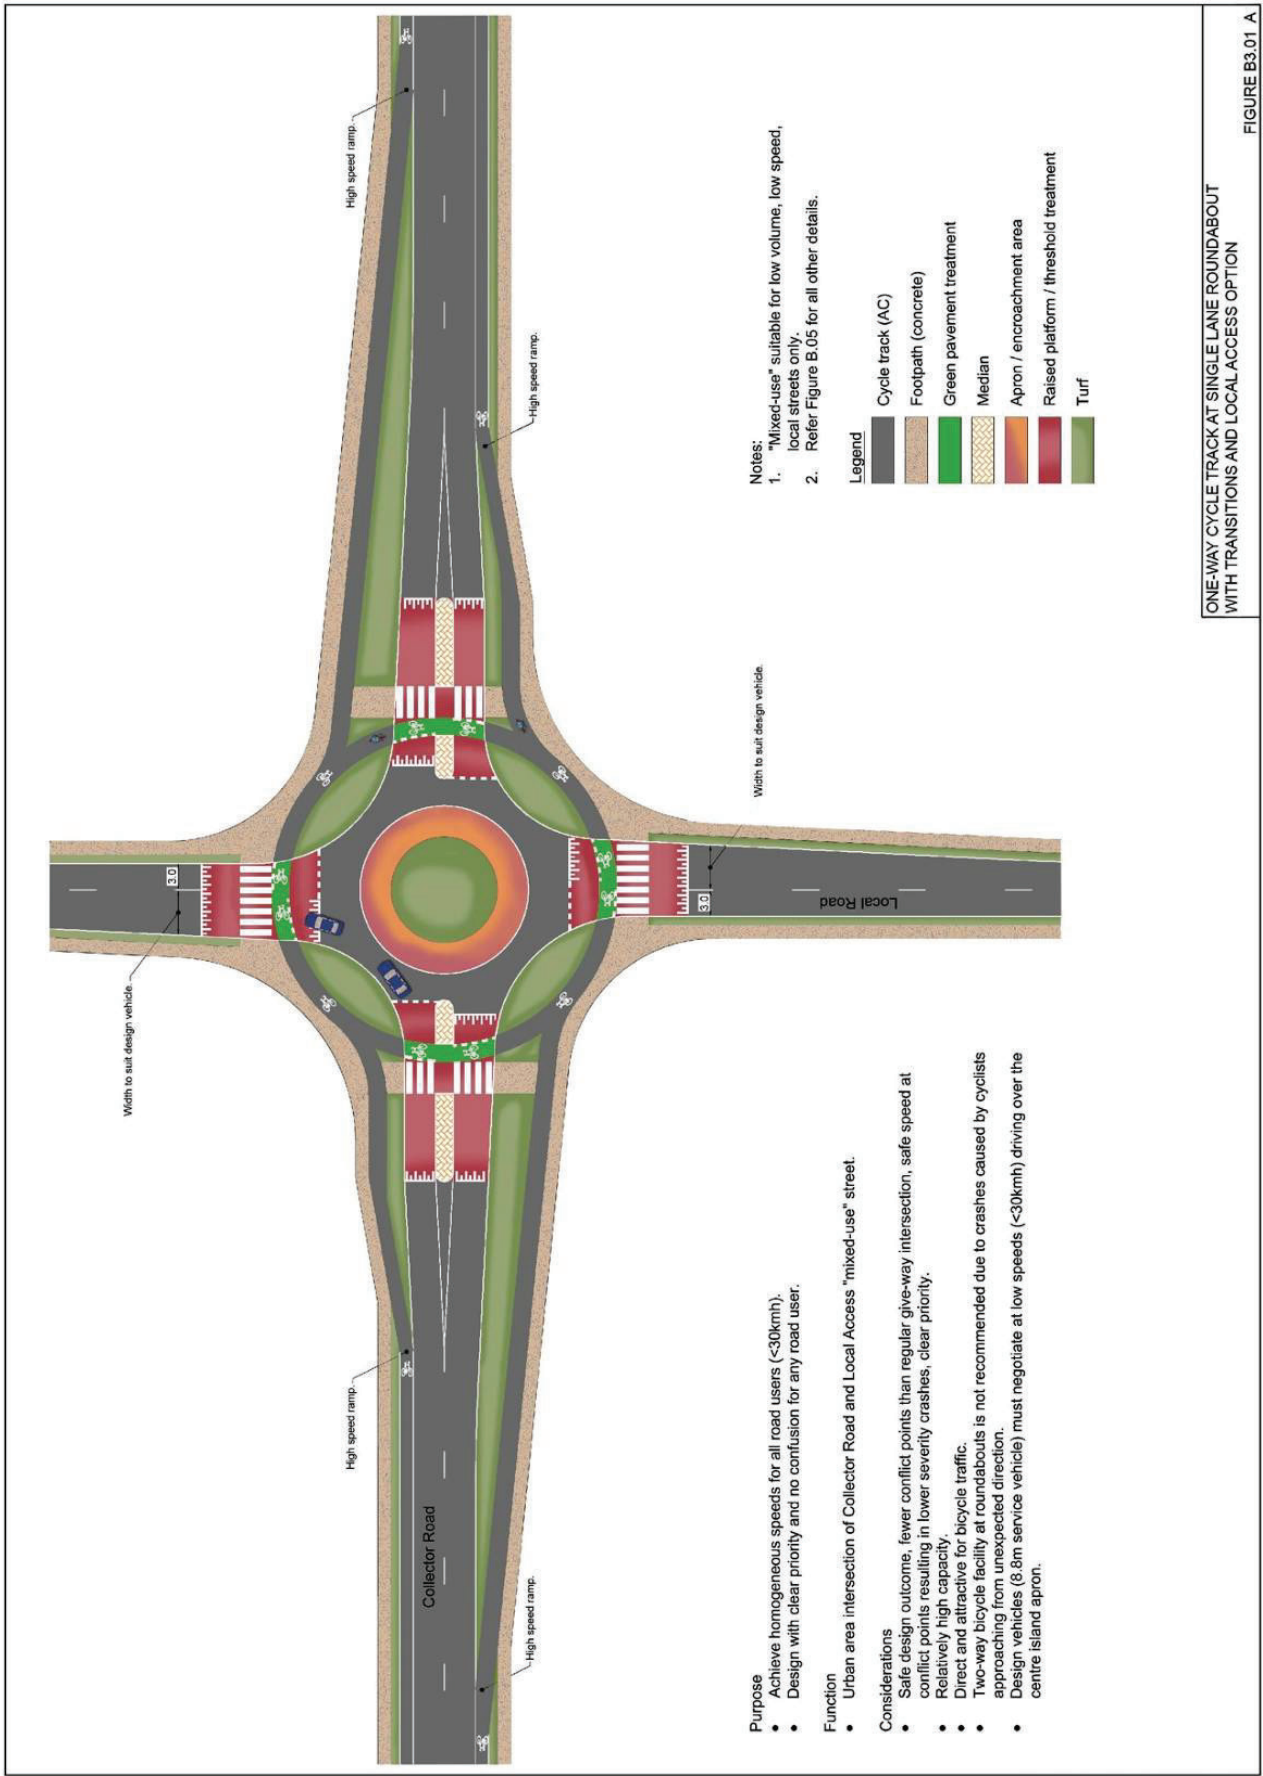 High speed ramp.
High speed ramp.
High speed ramp.
High speed ramp.
Width to suit design vehicle.
Width to suit design vehicle.
3.0
3.0
Collector Road
Local Road
Purpose
• Achieve homogeneous speeds for all road users (<30kmh).
• Design with clear priority and no confusion for any road user.
Function
• Urban area intersection of Collector Road and Local Access "mixed-use" street.
Considerations
• Safe design outcome, fewer conflict points than regular give-way intersection, safe speed at
conflict points resulting in lower severity crashes, clear priority.
• Relatively high capacity.
• Direct and attractive for bicycle traffic.
• Two-way bicycle facility at roundabouts is not recommended due to crashes caused by cyclists
approaching from unexpected direction.
• Design vehicles (8.8m service vehicle) must negotiate at low speeds (<30kmh) driving over the
centre island apron.
Notes:
1. "Mixed-use" suitable for low volume, low speed,
local streets only.
2. Refer Figure B.05 for all other details.
Legend
Cycle track (AC)
Footpath (concrete)
Green pavement treatment
Median
Apron / encroachment area
Raised platform / threshold treatment
Turf
ONE-WAY CYCLE TRACK AT SINGLE LANE ROUNDABOUT
WITH TRANSITIONS AND LOCAL ACCESS OPTION
FIGURE B3.01 A